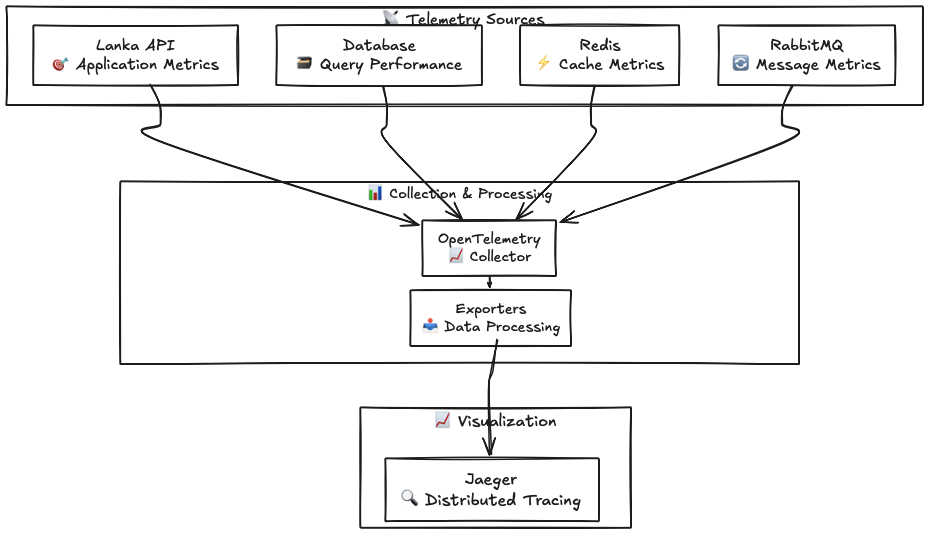 📡 Telemetry Sources
Lanka API
🎯 Application Metrics
Database
🗃️ Query Performance
Redis
⚡ Cache Metrics
RabbitMQ
🔄 Message Metrics
📊 Collection & Processing
OpenTelemetry
📈 Collector
Exporters
📤 Data Processing
📈 Visualization
Jaeger
🔍 Distributed Tracing